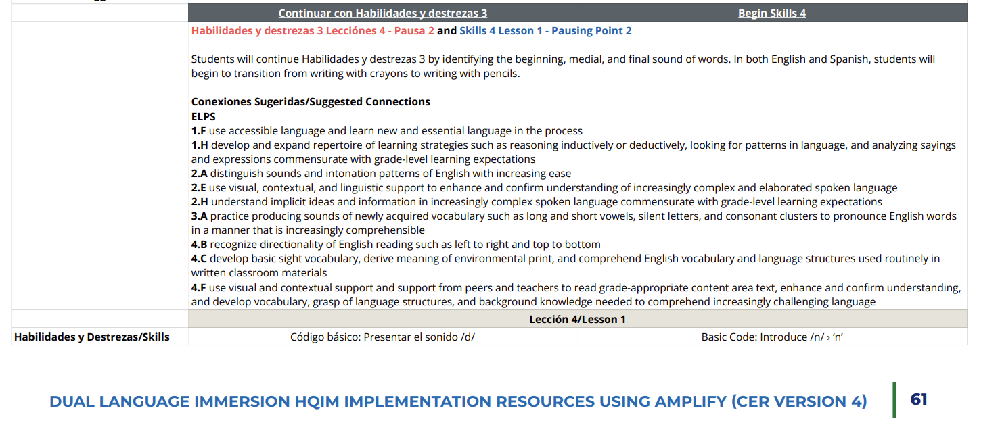 Continuar con Habilidades y destrezas 3 Begin Skills 4
Habilidades y destrezas 3 Lecciónes 4 - Pausa 2 and Skills 4 Lesson 1 - Pausing Point 2
Students will continue Habilidades y destrezas 3 by identifying the beginning, medial, and final sound of words. In both English and Spanish, students will
begin to transition from writing with crayons to writing with pencils.
Conexiones Sugeridas/Suggested Connections
ELPS
1.F use accessible language and learn new and essential language in the process
1.H develop and expand repertoire of learning strategies such as reasoning inductively or deductively, looking for patterns in language, and analyzing sayings
and expressions commensurate with grade-level learning expectations
2.A distinguish sounds and intonation patterns of English with increasing ease
2.E use visual, contextual, and linguistic support to enhance and confirm understanding of increasingly complex and elaborated spoken language
2.H understand implicit ideas and information in increasingly complex spoken language commensurate with grade-level learning expectations
3.A practice producing sounds of newly acquired vocabulary such as long and short vowels, silent letters, and consonant clusters to pronounce English words
in a manner that is increasingly comprehensible
4.B recognize directionality of English reading such as left to right and top to bottom
4.C develop basic sight vocabulary, derive meaning of environmental print, and comprehend English vocabulary and language structures used routinely in
written classroom materials
4.F use visual and contextual support and support from peers and teachers to read grade-appropriate content area text, enhance and confirm understanding,
and develop vocabulary, grasp of language structures, and background knowledge needed to comprehend increasingly challenging language
Lección 4/Lesson 1
Habilidades y Destrezas/Skills Código básico: Presentar el sonido /d/ Basic Code: Introduce /n/ › ‘n’
DUAL LANGUAGE IMMERSION HQIM IMPLEMENTATION RESOURCES USING AMPLIFY (CER VERSION 4) 61